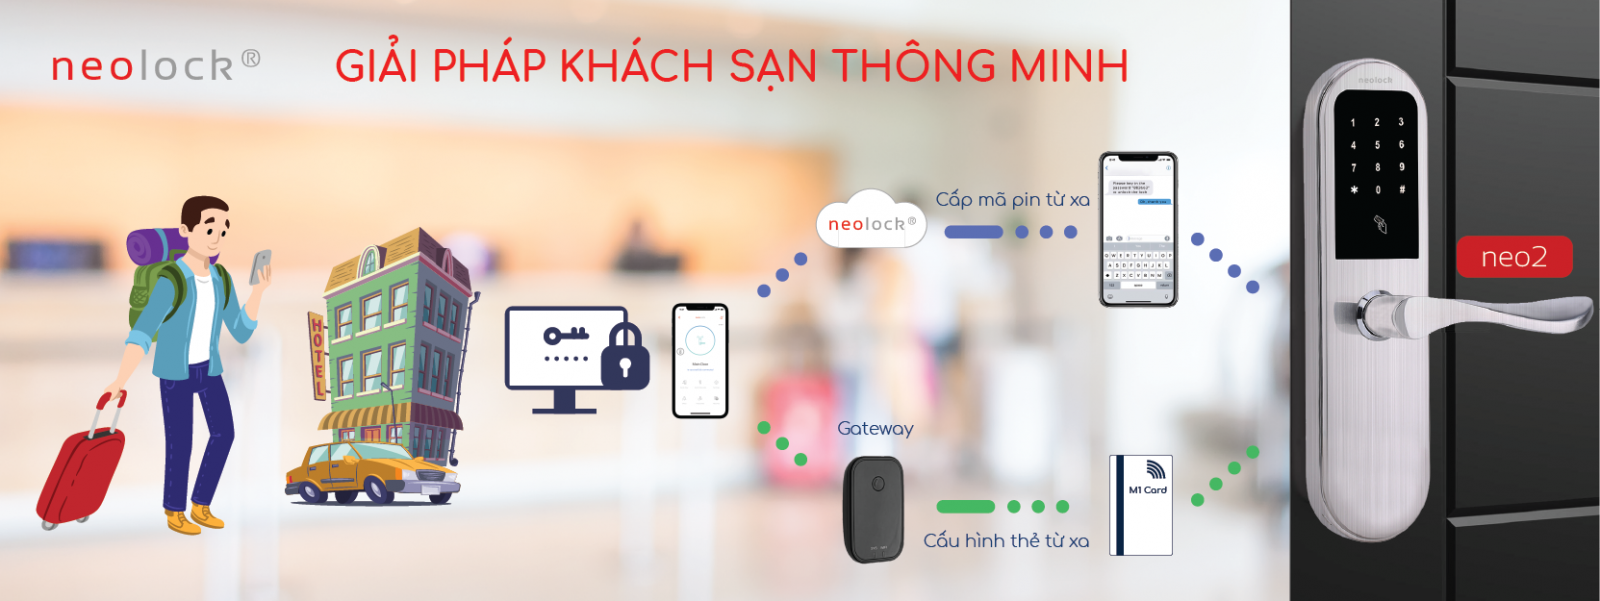 neolock®
GIẢI PHÁP KHÁCH SẠN THÔNG MINH
neolock
1 2 3
4 5 6
7 8 9
* 0 #
neo2
neolock®
Cấp mã pin từ xa
Q W E R T Y U I O P
A S D F G H J K L
Z X C V B N M
HOTEL
Gateway
M1 Card
Cấu hình thẻ từ xa